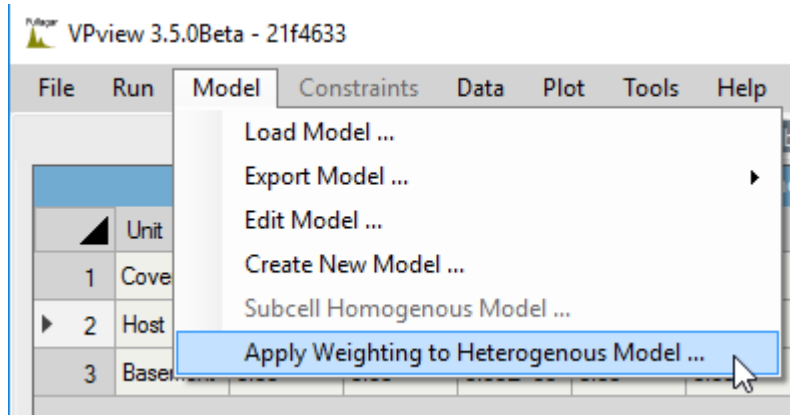 VPview 3.5.0Beta - 21f4633
File Run Model Constraints Data Plot Tools Help
Load Model ...
Export Model ...
Unit
Edit Model ...
1 Cove
Create New Model ...
Subcell Homogenous Model ...
2 Host
Apply Weighting to Heterogenous Model ...
3